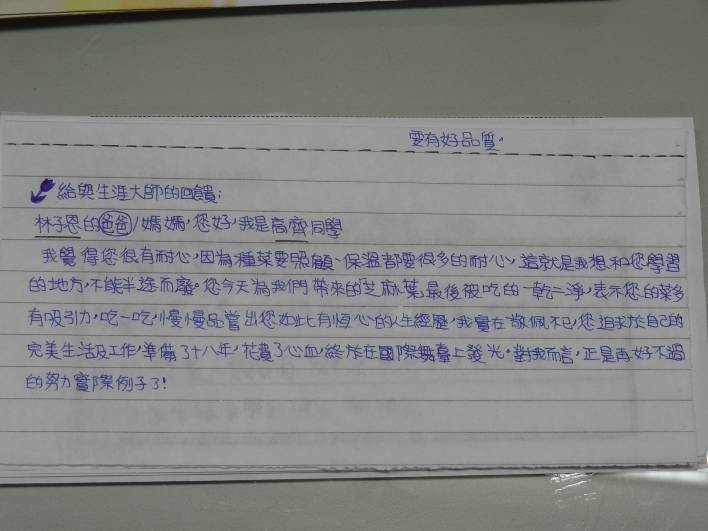 要有好品質。
給與生涯大師的回饋:
林子恩的爸爸/媽媽,您好,我是高齊同學
我覺得您很有耐心,因為種菜要照顧、保溫都要很多的耐心,這就是我想和您學習
的地方,不能半途而廢,您今天為我們帶來的芝麻葉,最後被吃的一乾二淨,表示您的菜多
有吸引力,吃一吃,慢慢品嘗出您如此有恆心的人生經歷,我實在敬佩不已,您追求於自己的
完美生活及工作,準備了十八年,花費了心血,終於在國際舞臺上發光。對我而言,正是再好不過
的努力實際例子了!